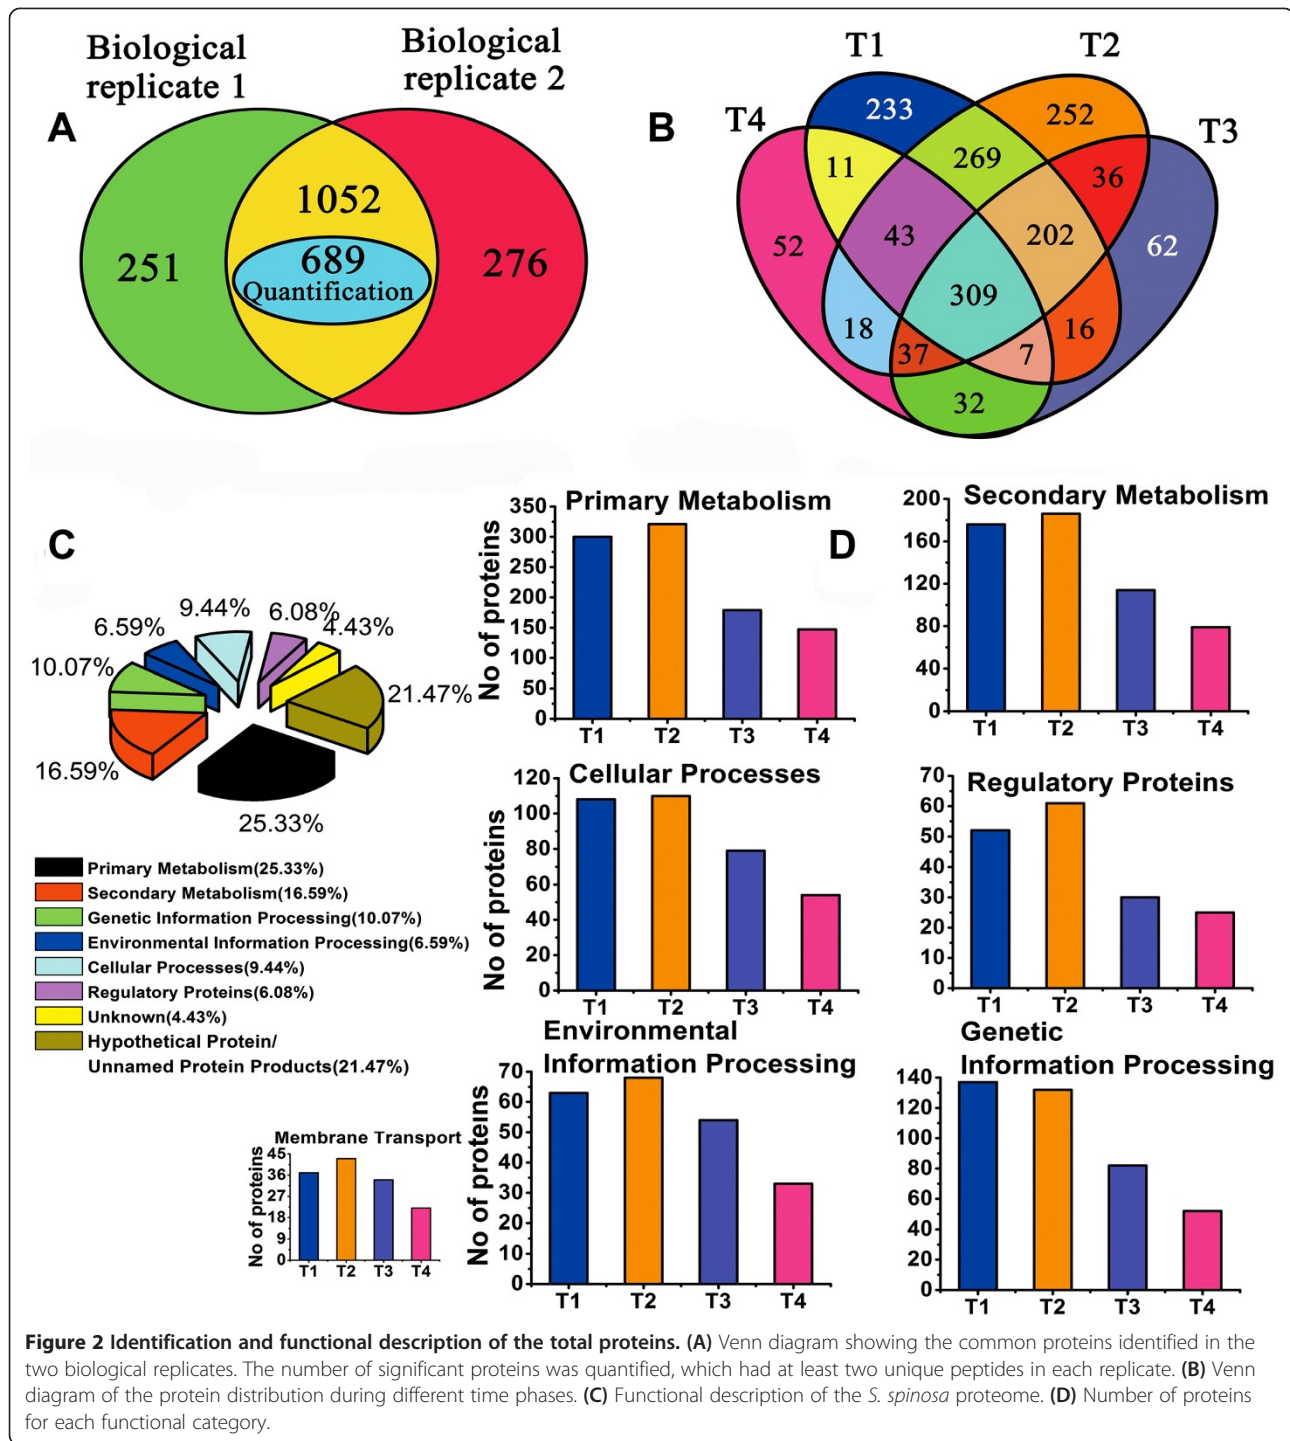 Biological
replicate 1
Biological
replicate 2
A
251
1052
689
Quantification
276
B
T1
T2
T4
T3
233
252
11
269
36
52
43
202
62
309
18
16
37
7
32
C
9.44%
6.08%
6.59%
4.43%
10.07%
21.47%
16.59%
25.33%
Primary Metabolism(25.33%)
Secondary Metabolism(16.59%)
Genetic Information Processing(10.07%)
Environmental Information Processing(6.59%)
Cellular Processes(9.44%)
Regulatory Proteins(6.08%)
Unknown(4.43%)
Hypothetical Protein/
Unnamed Protein Products(21.47%)
Membrane Transport
No of proteins
45
36
27
18
9
0
T1 T2 T3 T4
D
Primary Metabolism
No of proteins
350
300
250
200
150
100
50
0
T1 T2 T3 T4
Secondary Metabolism
200
160
120
80
40
0
T1 T2 T3 T4
Cellular Processes
No of proteins
120
100
80
60
40
20
0
T1 T2 T3 T4
Regulatory Proteins
70
60
50
40
30
20
10
0
T1 T2 T3 T4
Environmental
Information Processing
No of proteins
70
60
50
40
30
20
10
0
T1 T2 T3 T4
Genetic
Information Processing
140
120
100
80
60
40
20
0
T1 T2 T3 T4
Figure 2 Identification and functional description of the total proteins. (A) Venn diagram showing the common proteins identified in the
two biological replicates. The number of significant proteins was quantified, which had at least two unique peptides in each replicate. (B) Venn
diagram of the protein distribution during different time phases. (C) Functional description of the S. spinosa proteome. (D) Number of proteins
for each functional category.